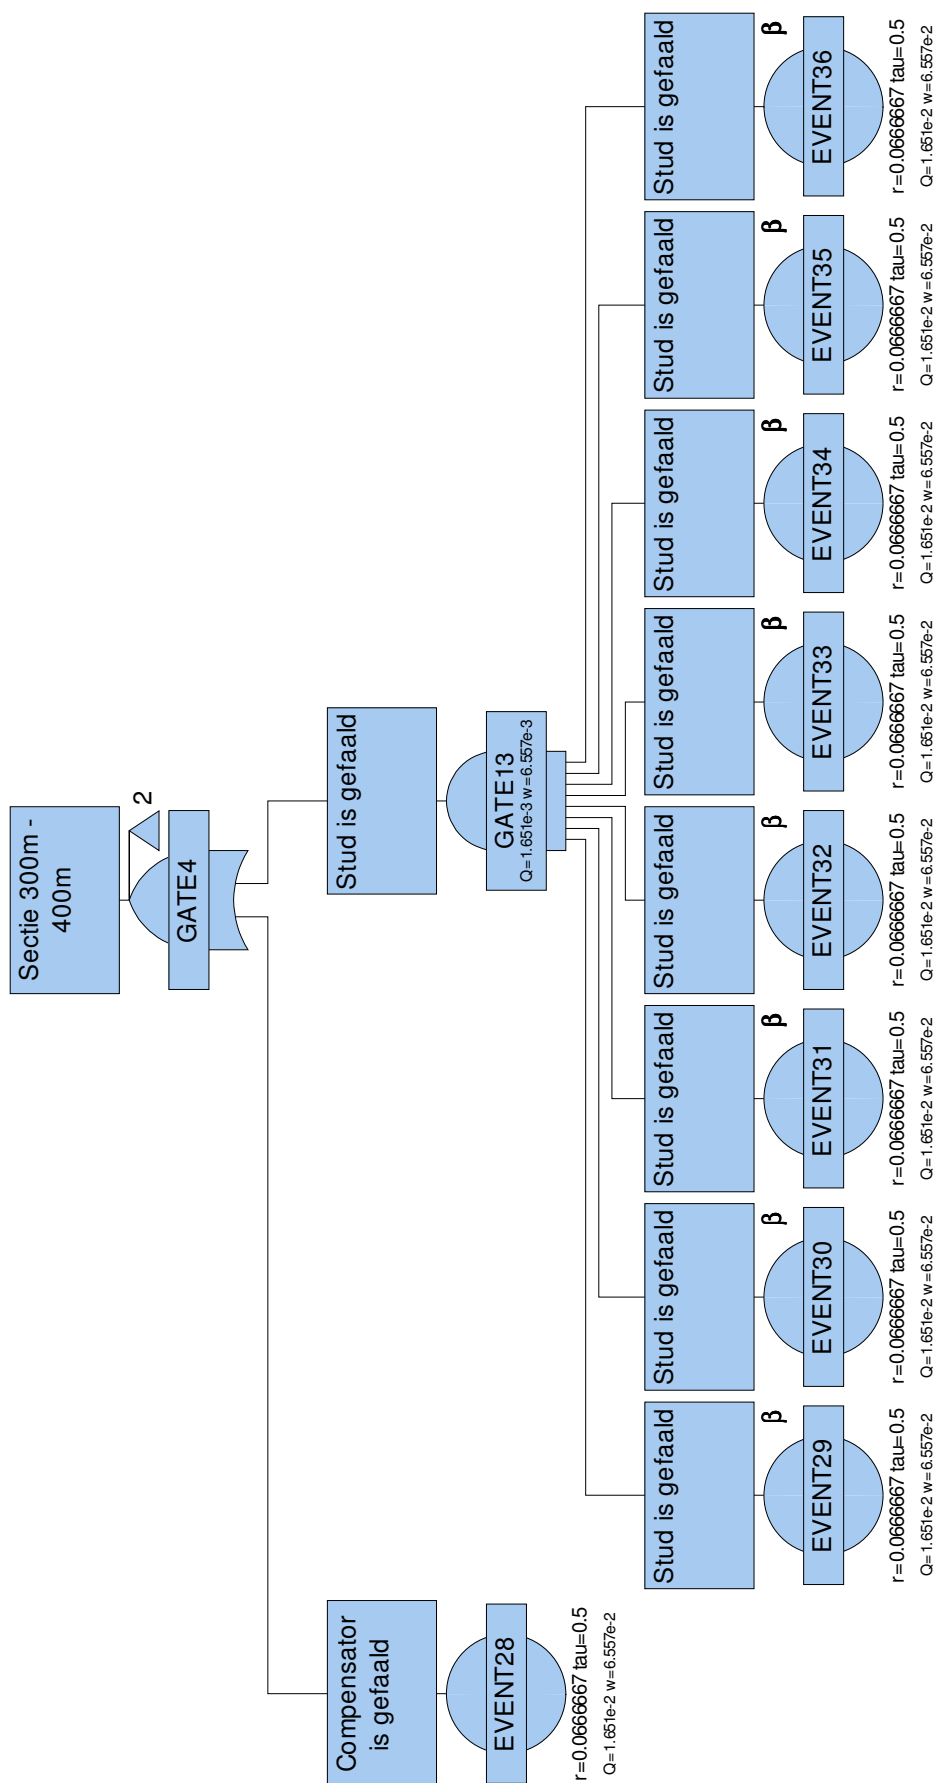 Sectie 300m -
400m
2
GATE4
Compensator
is gefaald
EVENT28
r=0.0666667 tau=0.5
Q=1.651e-2 w=6.557e-2
Stud is gefaald
GATE13
Q=1.651e-3 w=6.557e-3
Stud is gefaald
β
EVENT29
r=0.0666667 tau=0.5
Q=1.651e-2 w=6.557e-2
Stud is gefaald
β
EVENT30
r=0.0666667 tau=0.5
Q=1.651e-2 w=6.557e-2
Stud is gefaald
β
EVENT31
r=0.0666667 tau=0.5
Q=1.651e-2 w=6.557e-2
Stud is gefaald
β
EVENT32
r=0.0666667 tau=0.5
Q=1.651e-2 w=6.557e-2
Stud is gefaald
β
EVENT33
r=0.0666667 tau=0.5
Q=1.651e-2 w=6.557e-2
Stud is gefaald
β
EVENT34
r=0.0666667 tau=0.5
Q=1.651e-2 w=6.557e-2
Stud is gefaald
β
EVENT35
r=0.0666667 tau=0.5
Q=1.651e-2 w=6.557e-2
Stud is gefaald
β
EVENT36
r=0.0666667 tau=0.5
Q=1.651e-2 w=6.557e-2